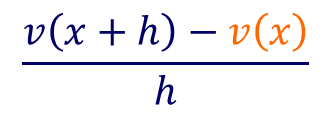 v(x + h) − v(x)
h